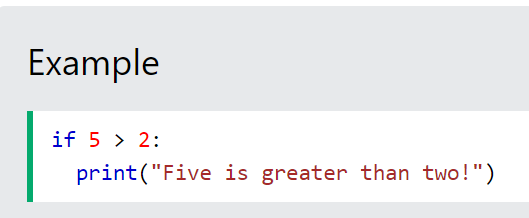 Example
if 5 > 2:
  print("Five is greater than two!")